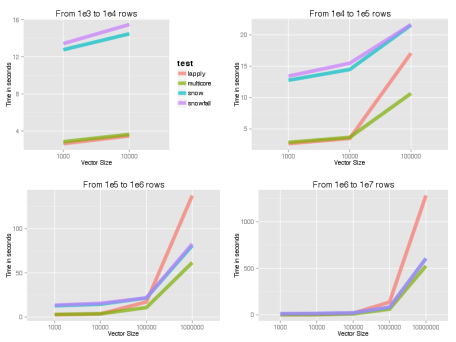 From 1e3 to 1e4 rows
16
12
8
4
Time in seconds
1000
10000
Vector Size
test
lapply
multicore
snow
snowfall
From 1e4 to 1e5 rows
25
20
15
10
5
Time in seconds
1000
10000
100000
Vector Size
From 1e5 to 1e6 rows
100
50
0
Time in seconds
1000
10000
100000
1000000
Vector Size
From 1e6 to 1e7 rows
1000
500
0
Time in seconds
1000
10000
100000
1000000
10000000
Vector Size